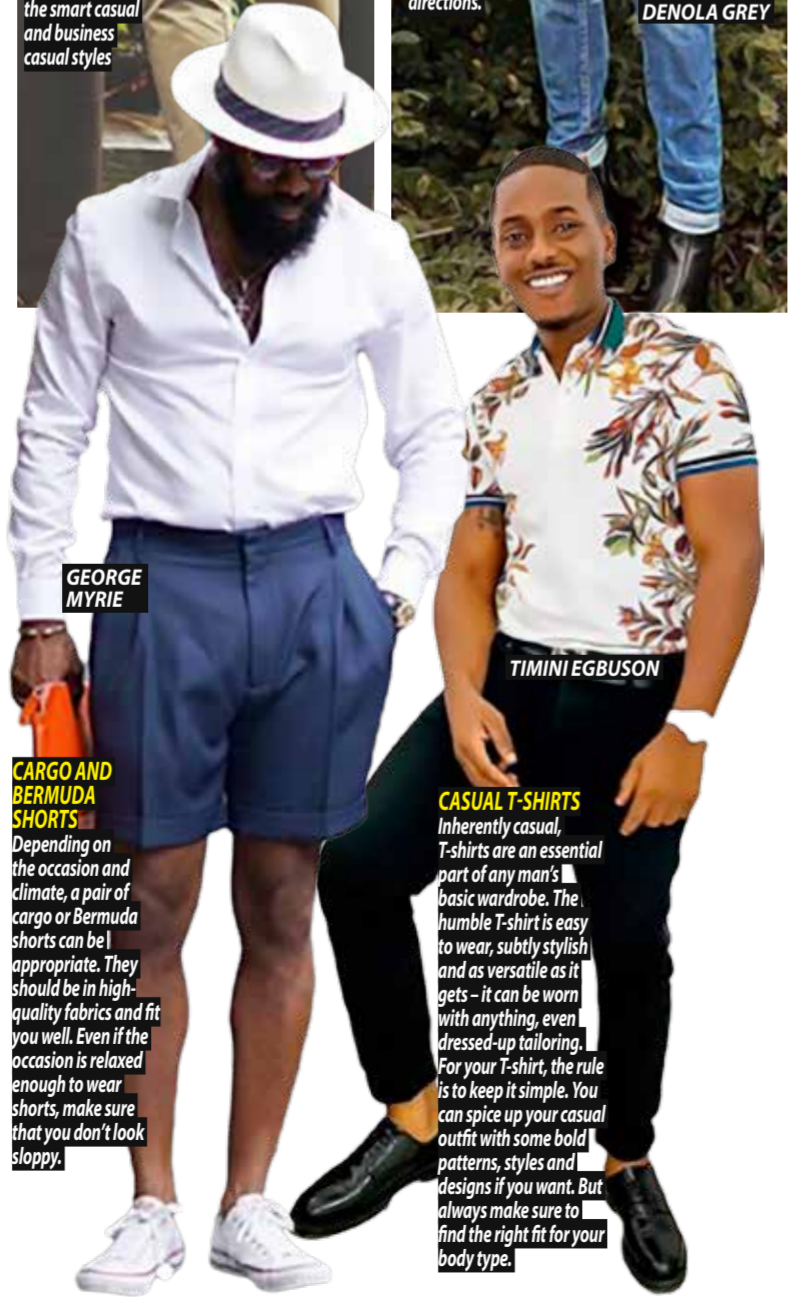 the smart casual
and business
casual styles
directions.
DENOLA GREY
GEORGE
MYRIE
TIMINI EGBUSON
CARGO AND
BERMUDA
SHORTS
Depending on
the occasion and
climate, a pair of
cargo or Bermuda
shorts can be
appropriate. They
should be in high-
quality fabrics and fit
you well. Even if the
occasion is relaxed
enough to wear
shorts, make sure
that you don't look
sloppy.
CASUAL T-SHIRTS
Inherently casual,
T-shirts are an essential
part of any man's
basic wardrobe. The
humble T-shirt is easy
to wear, subtly stylish
and as versatile as it
gets – it can be worn
with anything, even
dressed-up tailoring.
For your T-shirt, the rule
is to keep it simple. You
can spice up your casual
outfit with some bold
patterns, styles and
designs if you want. But
always make sure to
find the right fit for your
body type.